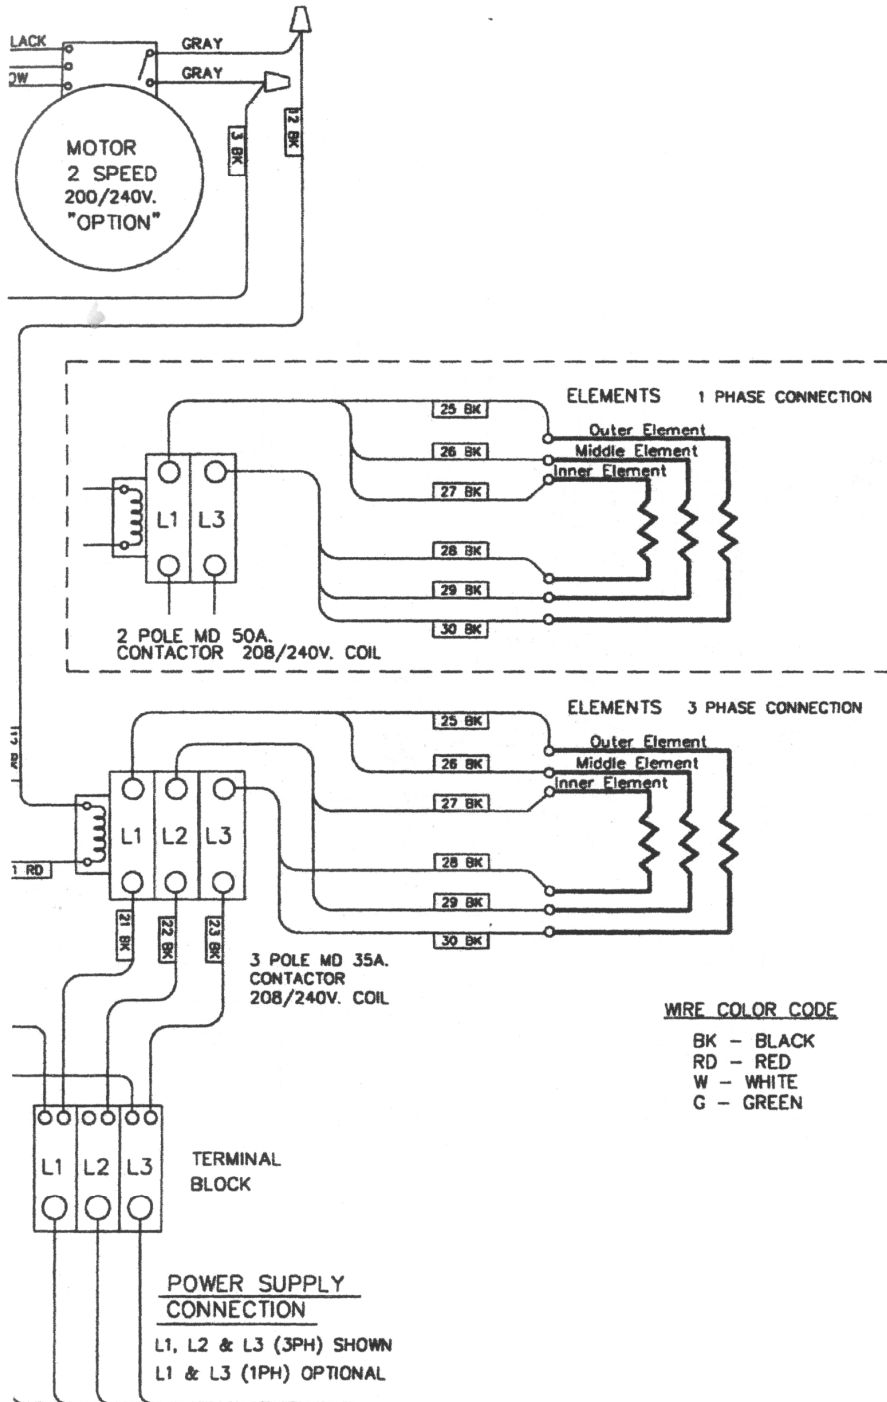 LACK
GRAY
OW
GRAY
3 BK
12 BK
MOTOR
2 SPEED
200/240V.
"OPTION"
ELEMENTS 1 PHASE CONNECTION
25 BK
Outer Element
26 BK
Middle Element
Inner Element
27 BK
L1 L3
28 BK
29 BK
30 BK
2 POLE MD 50A.
CONTACTOR 208/240V. COIL
ELEMENTS 3 PHASE CONNECTION
25 BK
12 BK
Outer Element
26 BK
Middle Element
Inner Element
27 BK
L1 L2 L3
28 BK
1 RD
29 BK
21 BK
22 BK
23 BK
30 BK
3 POLE MD 35A.
CONTACTOR
208/240V. COIL
WIRE COLOR CODE
BK - BLACK
RD - RED
W - WHITE
G - GREEN
L1 L2 L3
TERMINAL
BLOCK
POWER SUPPLY
CONNECTION
L1, L2 & L3 (3PH) SHOWN
L1 & L3 (1PH) OPTIONAL